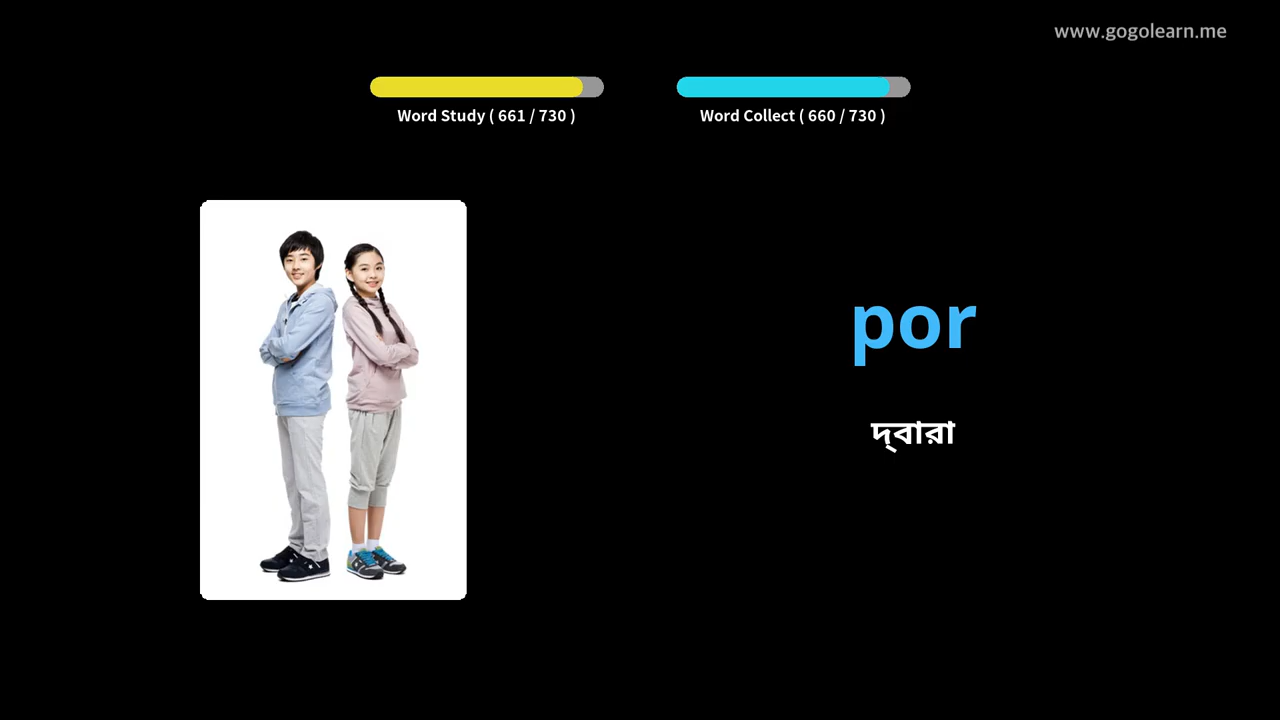 www.gogolearn.me
Word Study ( 661 / 730 )
Word Collect ( 660 / 730 )
por
দ্বারা